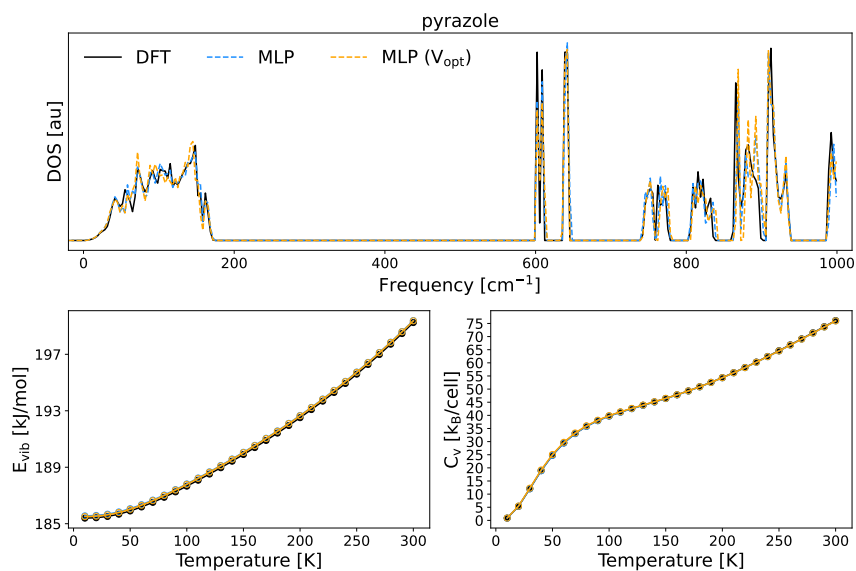 pyrazole
DFT MLP MLP (V_opt)
DOS [au]
0 200 400 600 800 1000
Frequency [cm⁻¹]
197
193
189
185
E_vib [kJ/mol]
0 50 100 150 200 250 300
Temperature [K]
75
70
65
60
55
50
45
40
35
30
25
20
15
10
5
0
C_v [k_B/cell]
0 50 100 150 200 250 300
Temperature [K]